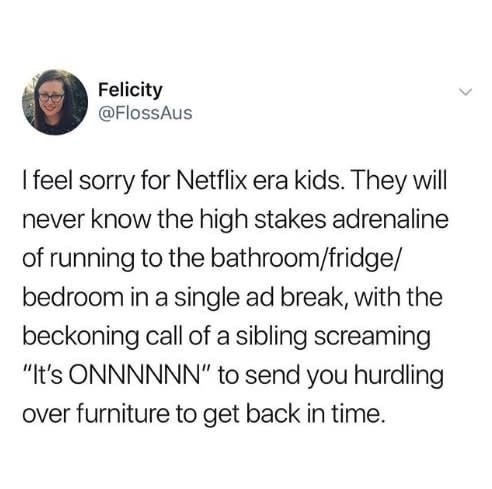 Felicity
@FlossAus
I feel sorry for Netflix era kids. They will
never know the high stakes adrenaline
of running to the bathroom/fridge/
bedroom in a single ad break, with the
beckoning call of a sibling screaming
"It's ONNNNNN" to send you hurdling
over furniture to get back in time.